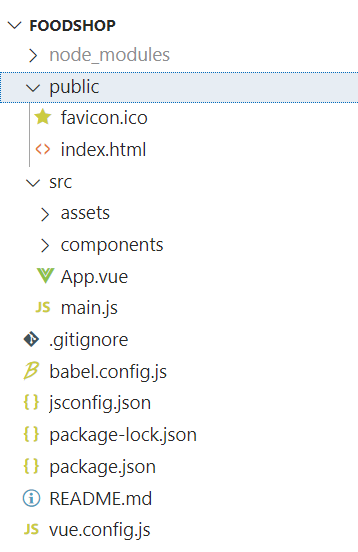 FOODSHOP
node_modules
public
favicon.ico
index.html
src
assets
components
App.vue
JS main.js
.gitignore
babel.config.js
jsconfig.json
package-lock.json
package.json
README.md
JS vue.config.js